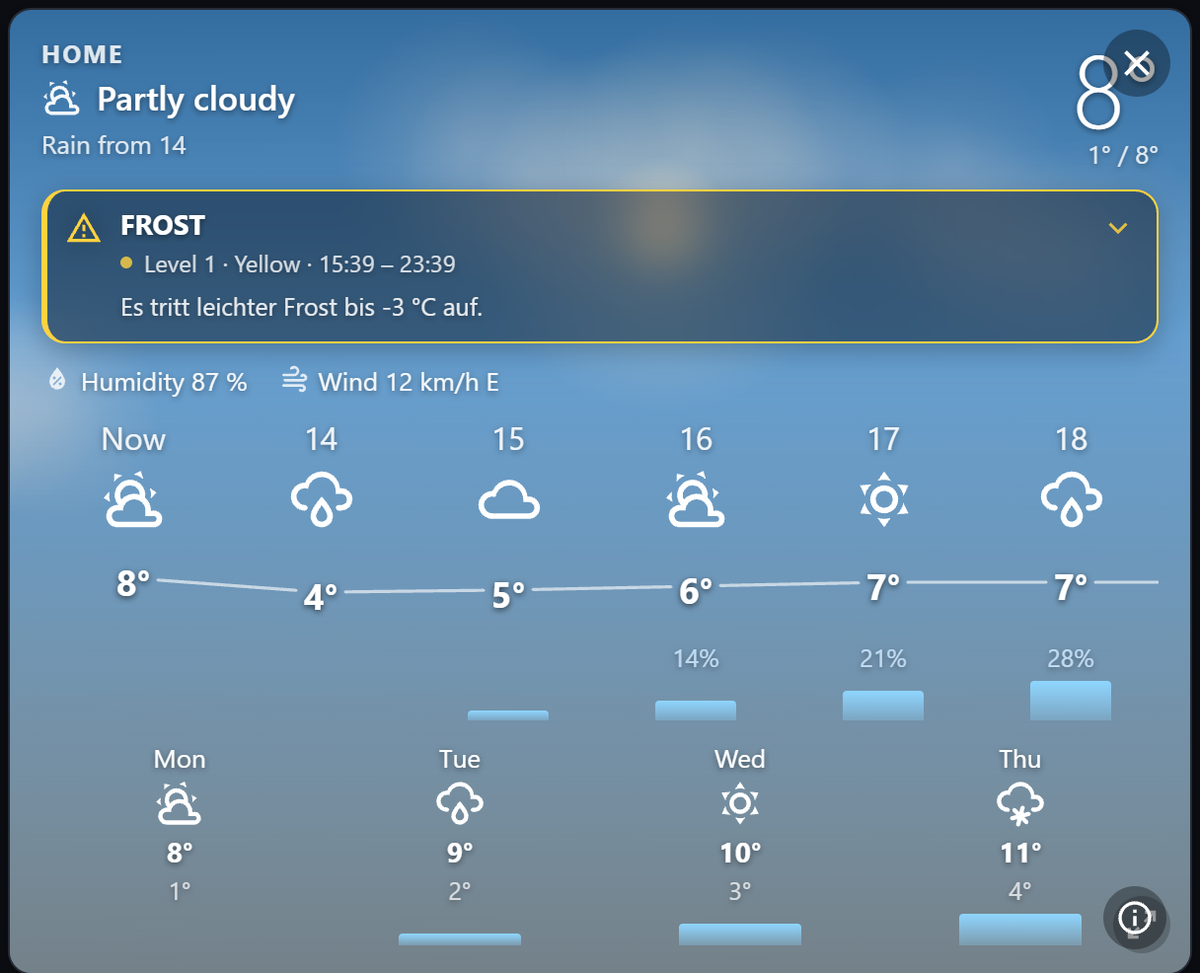 HOME
Partly cloudy
Rain from 14
8°
1° / 8°
FROST
Level 1 · Yellow · 15:39 – 23:39
Es tritt leichter Frost bis -3 °C auf.
Humidity 87 % Wind 12 km/h E
Now 14 15 16 17 18
8° 4° 5° 6° 7° 7°
14% 21% 28%
Mon Tue Wed Thu
8° 9° 10° 11°
1° 2° 3° 4°